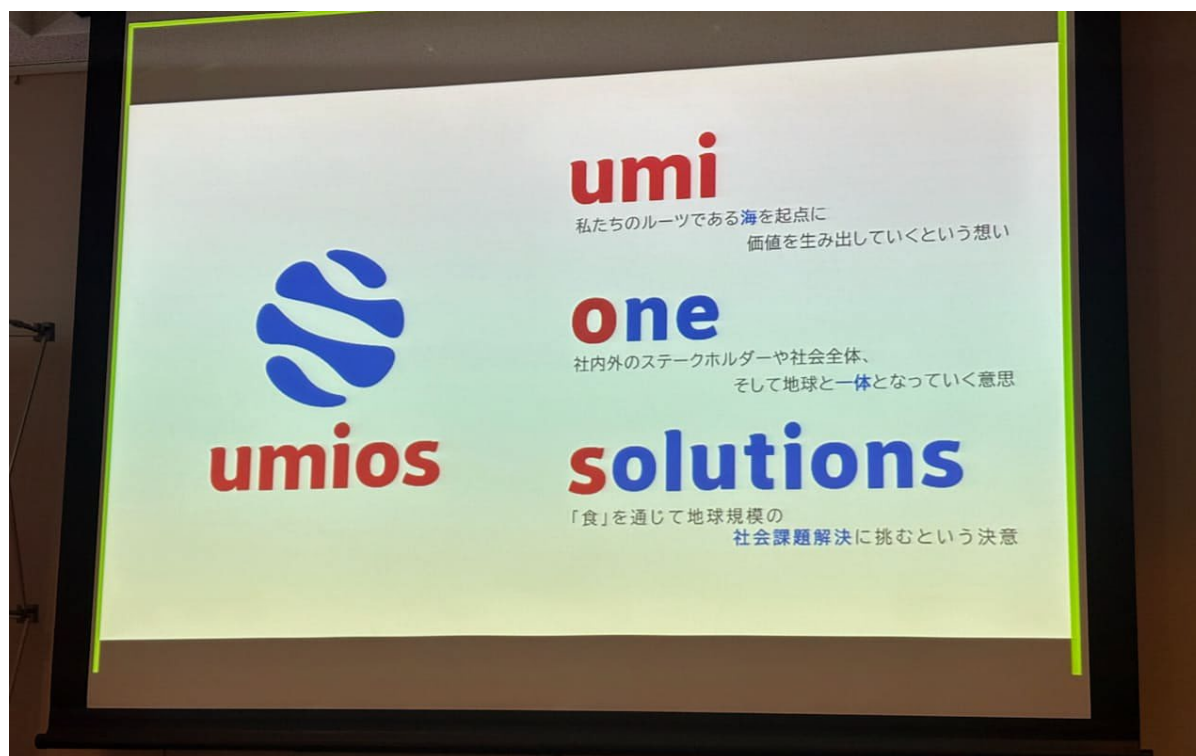 umios
umi
私たちのルーツである海を起点に
価値を生み出していくという想い
one
社内外のステークホルダーや社会全体、
そして地球と一体となっていく意思
solutions
「食」を通じて地球規模の
社会課題解決に挑むという決意